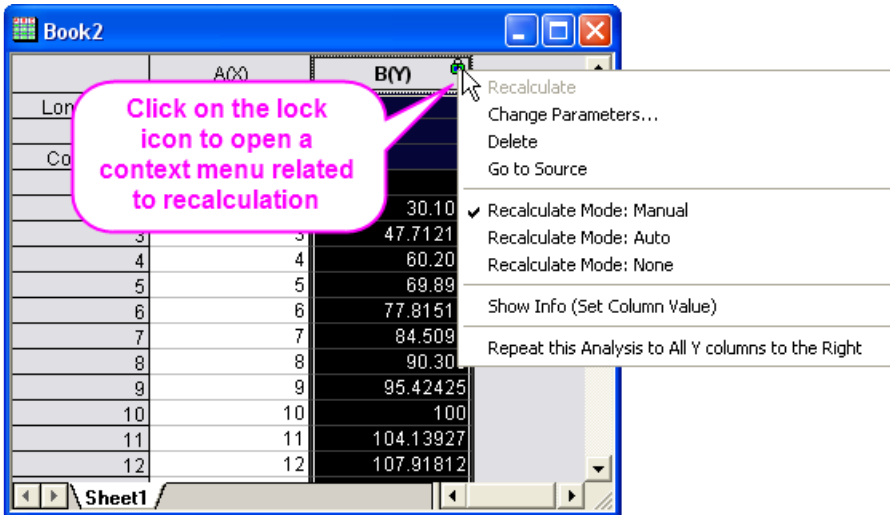 Book2
A(X) B(Y)
Lon
Click on the lock
icon to open a
context menu related
to recalculation
Co
Recalculate
Change Parameters...
Delete
Go to Source
Recalculate Mode: Manual
Recalculate Mode: Auto
Recalculate Mode: None
Show Info (Set Column Value)
Repeat this Analysis to All Y columns to the Right
30.10
3 3 47.7121
4 4 60.20
5 5 69.89
6 6 77.8151
7 7 84.509
8 8 90.30
9 9 95.42425
10 10 100
11 11 104.13927
12 12 107.91812
Sheet1